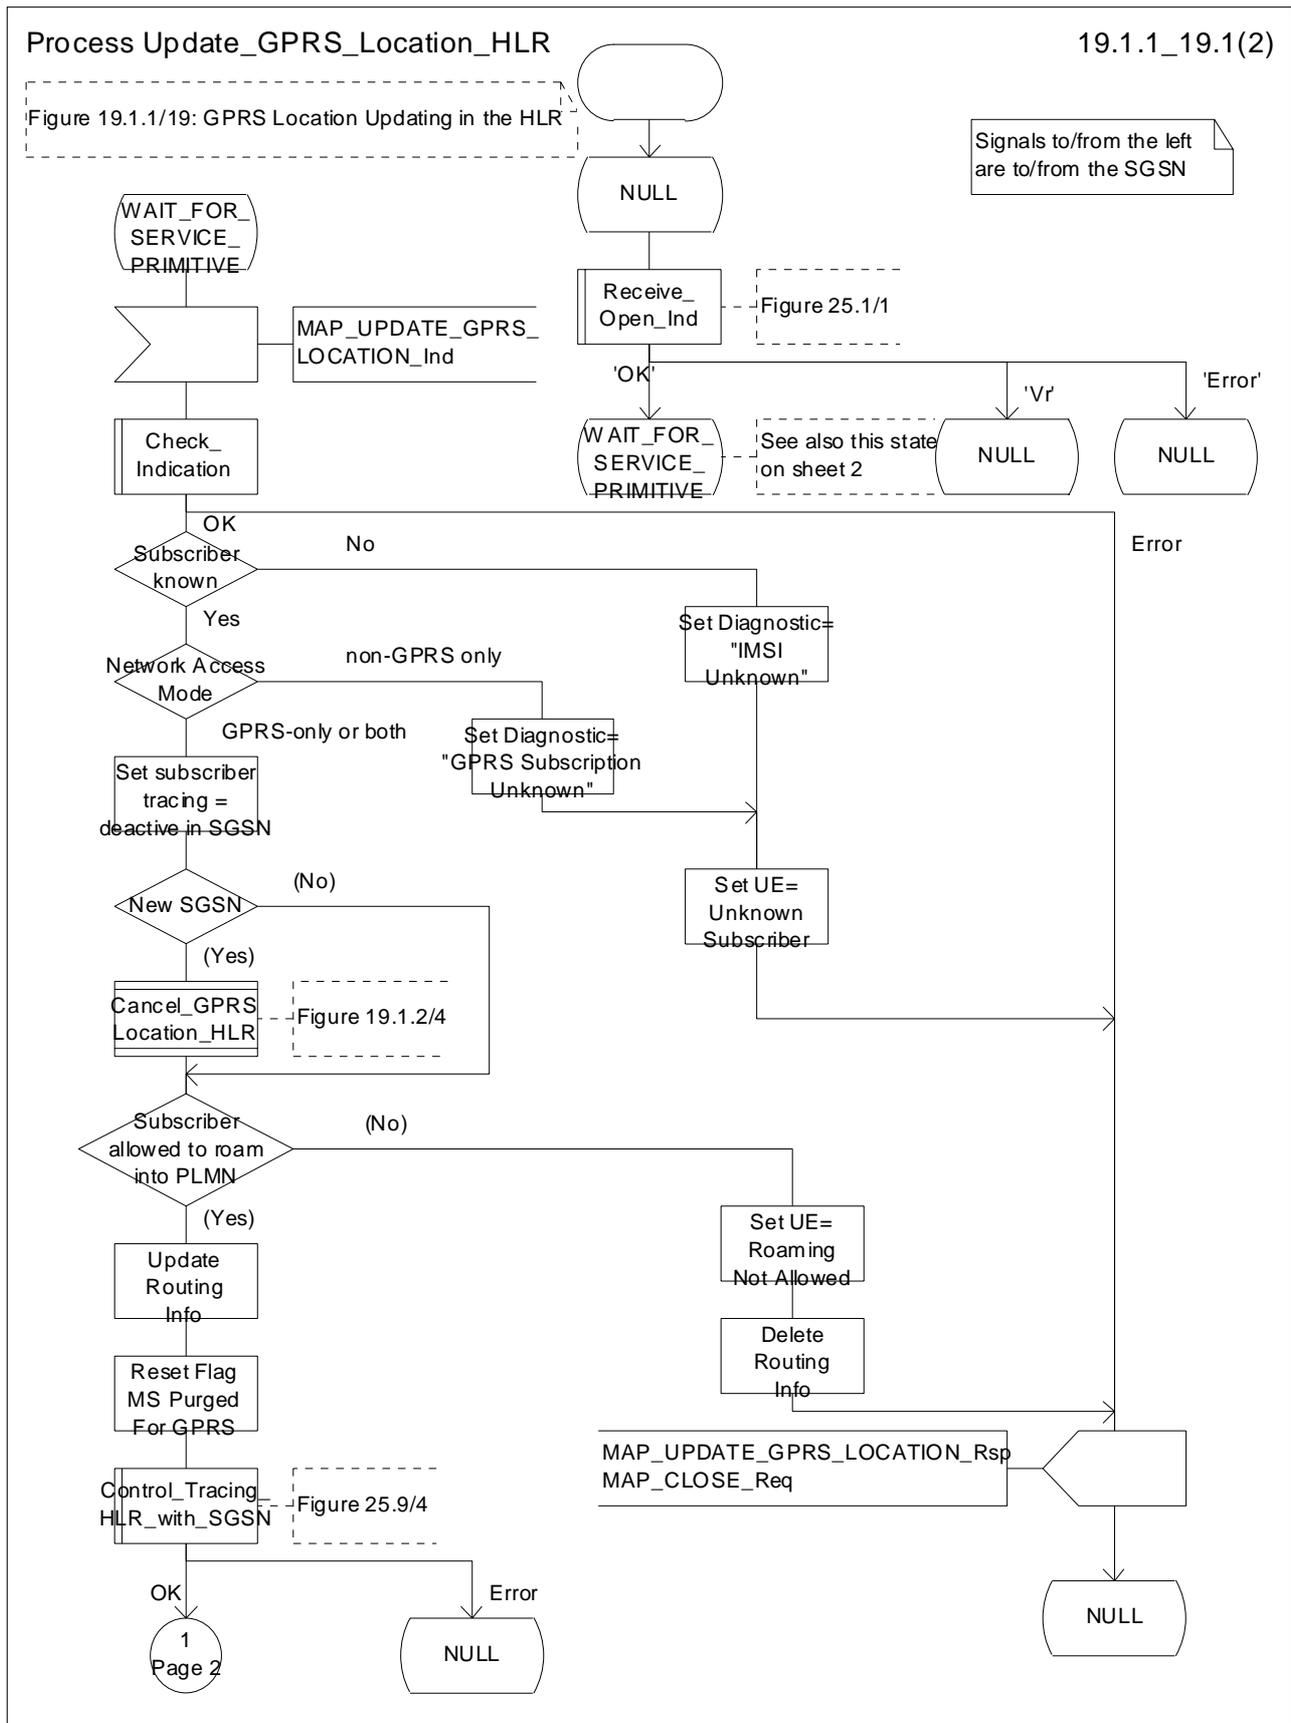 Process Update_GPRS_Location_HLR
19.1.1_19.1(2)
Figure 19.1.1/19: GPRS Location Updating in the HLR
Signals to/from the left
are to/from the SGSN
NULL
WAIT_FOR_
SERVICE_
PRIMITIVE
Receive_
Open_Ind
Figure 25.1/1
MAP_UPDATE_GPRS_
LOCATION_Ind
'OK'
'Vr'
'Error'
Check_
Indication
WAIT_FOR_
SERVICE_
PRIMITIVE
See also this state
on sheet 2
NULL
NULL
OK
Error
Subscriber
known
No
Yes
Set Diagnostic=
"IMSI
Unknown"
Network Access
Mode
non-GPRS only
GPRS-only or both
Set Diagnostic=
"GPRS Subscription
Unknown"
Set subscriber
tracing =
deactive in SGSN
New SGSN
(No)
(Yes)
Set UE=
Unknown
Subscriber
Cancel_GPRS
Location_HLR
Figure 19.1.2/4
Subscriber
allowed to roam
into PLMN
(No)
(Yes)
Set UE=
Roaming
Not Allowed
Update
Routing
Info
Delete
Routing
Info
Reset Flag
MS Purged
For GPRS
MAP_UPDATE_GPRS_LOCATION_Rsp
MAP_CLOSE_Req
Control_Tracing_
HLR_with_SGSN
Figure 25.9/4
OK
Error
NULL
1
Page 2
NULL